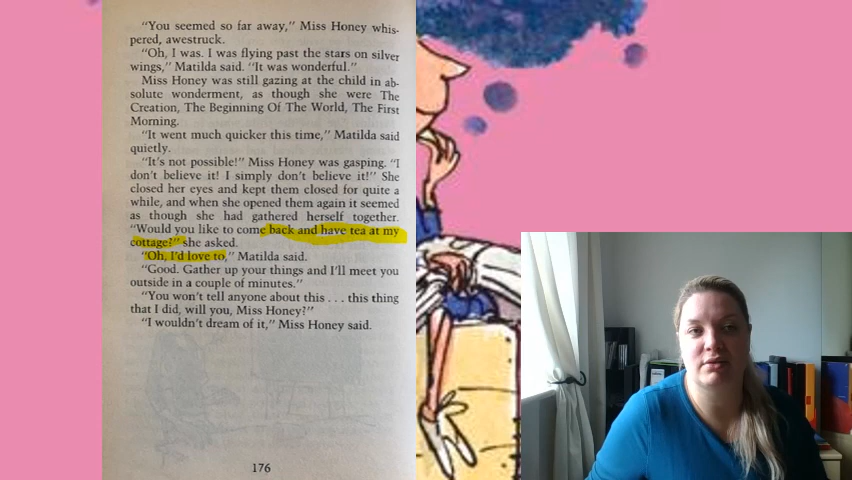 "You seemed so far away," Miss Honey whis-
pered, awestruck.
"Oh, I was. I was flying past the stars on silver
wings," Matilda said. "It was wonderful."
Miss Honey was still gazing at the child in ab-
solute wonderment, as though she were The
Creation, The Beginning Of The World, The First
Morning.
"It went much quicker this time," Matilda said
quietly.
"It's not possible!" Miss Honey was gasping. "I
don't believe it! I simply don't believe it!" She
closed her eyes and kept them closed for quite a
while, and when she opened them again it seemed
as though she had gathered herself together.
"Would you like to come back and have tea at my
cottage?" she asked.
"Oh, I'd love to," Matilda said.
"Good. Gather up your things and I'll meet you
outside in a couple of minutes."
"You won't tell anyone about this . . . this thing
that I did, will you, Miss Honey?"
"I wouldn't dream of it," Miss Honey said.
176